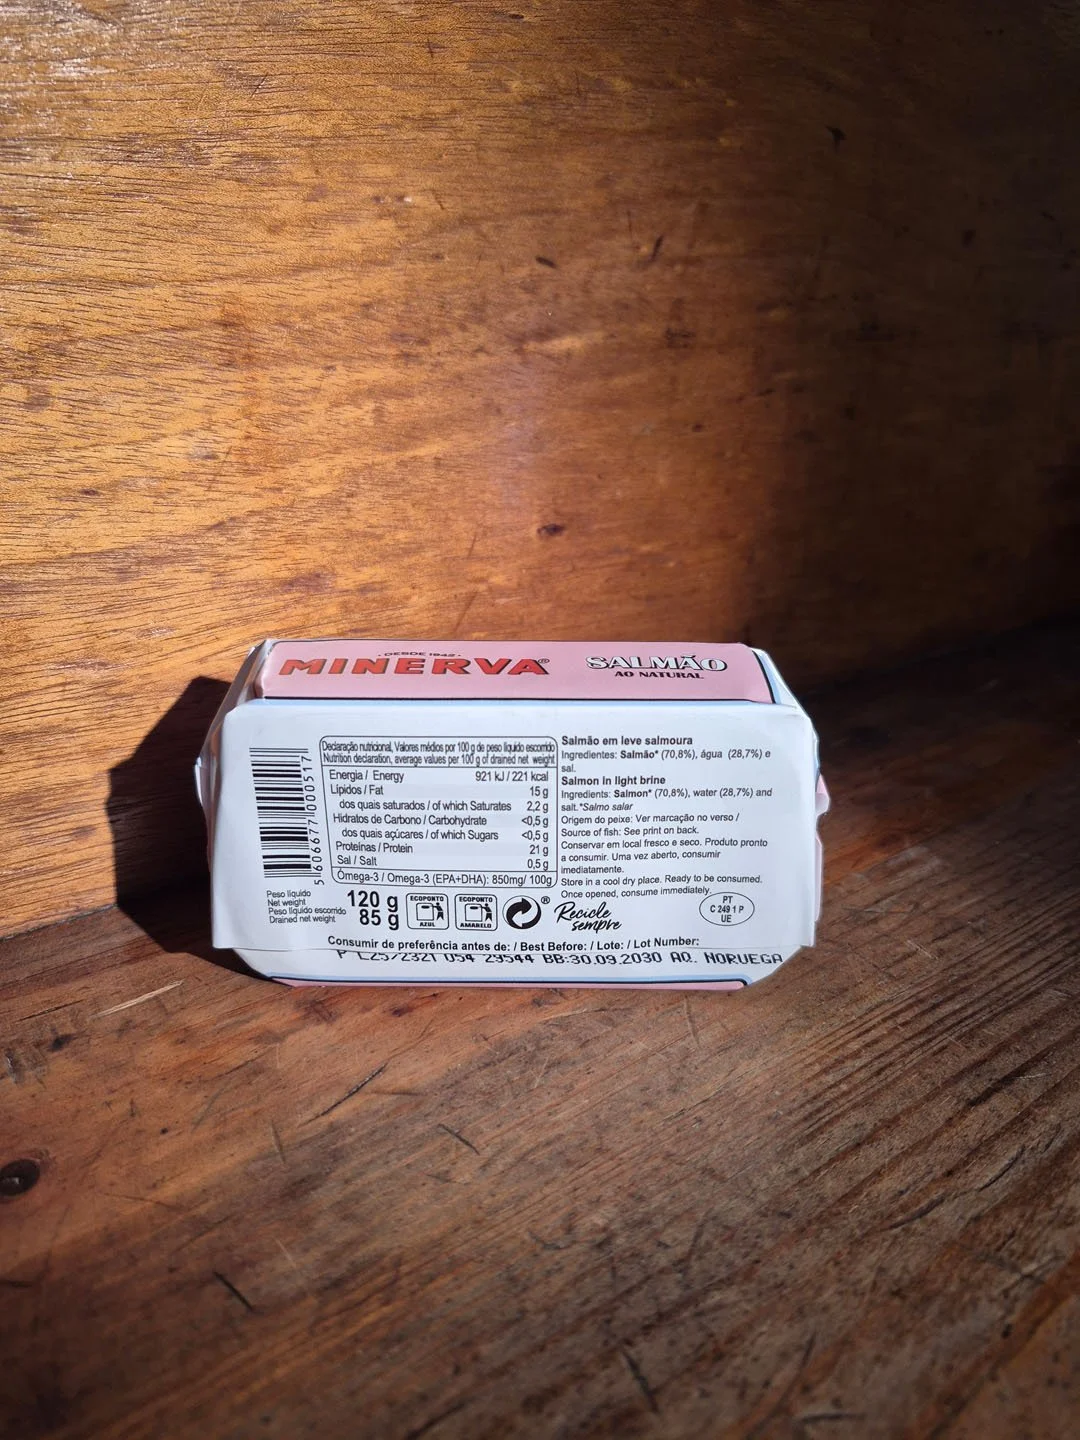 • DESDE 1942 •
MINERVA®
SALMÃO
AO NATURAL
5 606677 000517
Declaração nutricional, Valores médios por 100 g de peso líquido escorrido
Nutrition declaration, average values per 100 g of drained net weight
Energia / Energy 921 kJ / 221 kcal
Lípidos / Fat 15 g
dos quais saturados / of which Saturates 2,2 g
Hidratos de Carbono / Carbohydrate <0,5 g
dos quais açúcares / of which Sugars <0,5 g
Proteínas / Protein 21 g
Sal / Salt 0,5 g
Ómega-3 / Omega-3 (EPA+DHA): 850mg/ 100g
Peso líquido
Net weight
120 g
Peso líquido escorrido
Drained net weight
85 g
ECOPONTO
AZUL
ECOPONTO
AMARELO
®
Recicle
sempre
Salmão em leve salmoura
Ingredientes: Salmão* (70,8%), água (28,7%) e
sal.
Salmon in light brine
Ingredients: Salmon* (70,8%), water (28,7%) and
salt.*Salmo salar
Origem do peixe: Ver marcação no verso /
Source of fish: See print on back.
Conservar em local fresco e seco. Produto pronto
a consumir. Uma vez aberto, consumir
imediatamente.
Store in a cool dry place. Ready to be consumed.
Once opened, consume immediately.
PT
C 249 1 P
UE
Consumir de preferência antes de: / Best Before: / Lote: / Lot Number:
054 29544 BB:30.09.2030 AQ. NORUEGA